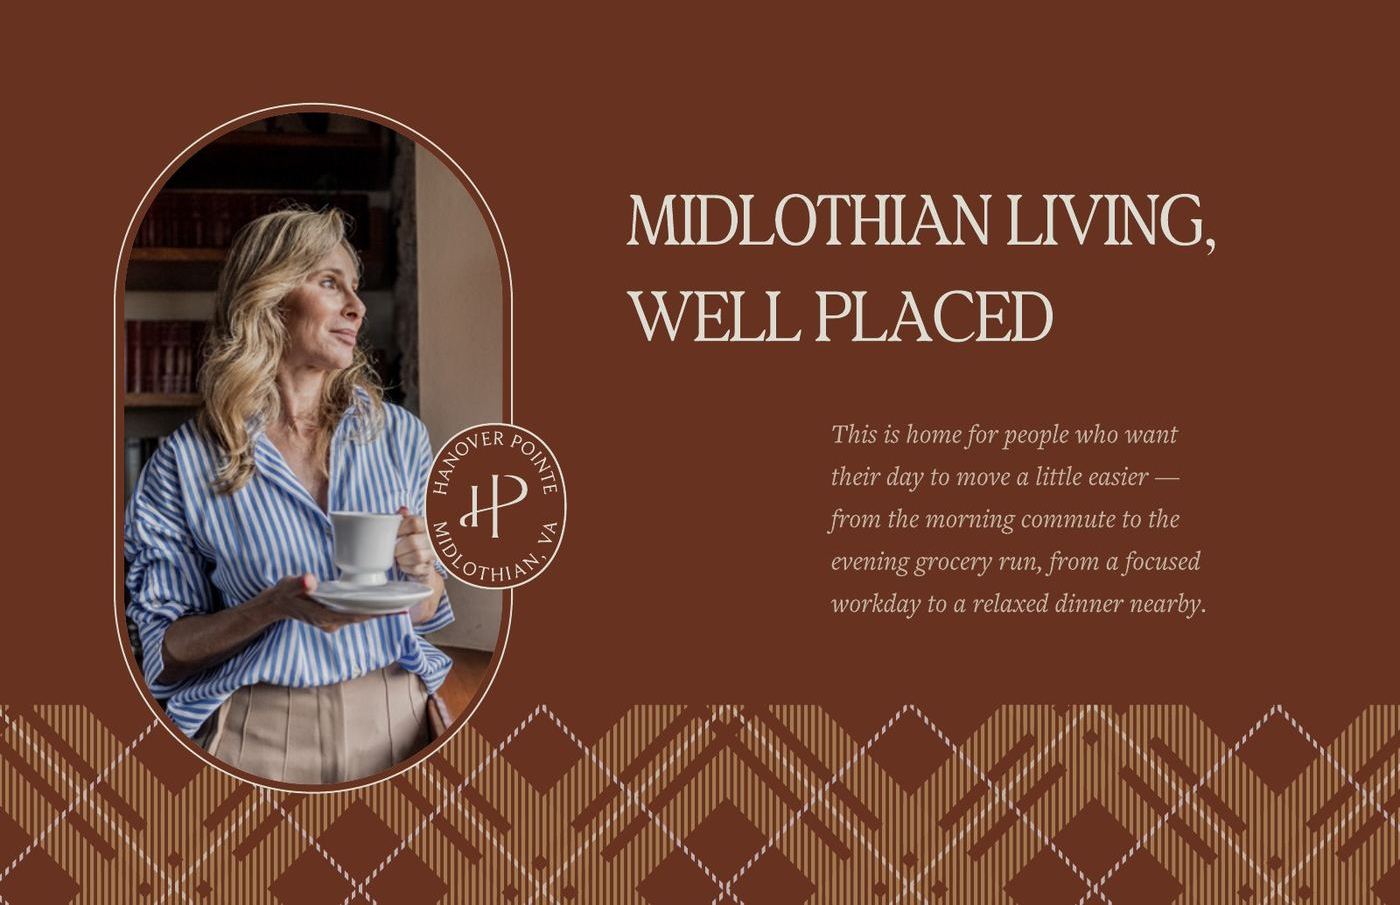 MIDLOTHIAN LIVING,
WELL PLACED
This is home for people who want
their day to move a little easier —
from the morning commute to the
evening grocery run, from a focused
workday to a relaxed dinner nearby.
HANOVER POINTE
HP
MIDLOTHIAN, VA